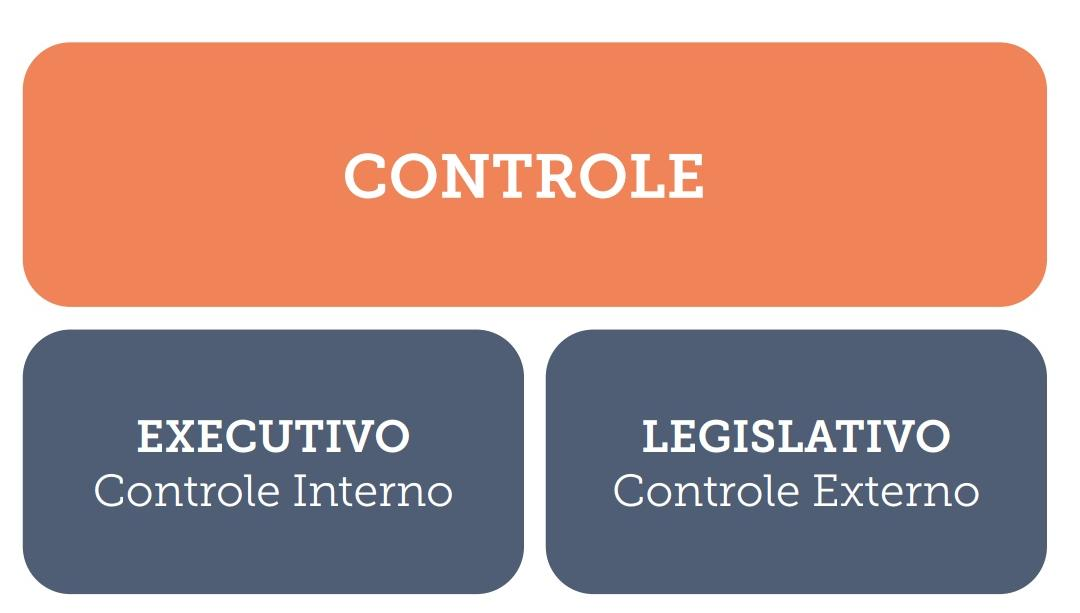 CONTROLE
EXECUTIVO
Controle Interno
LEGISLATIVO
Controle Externo